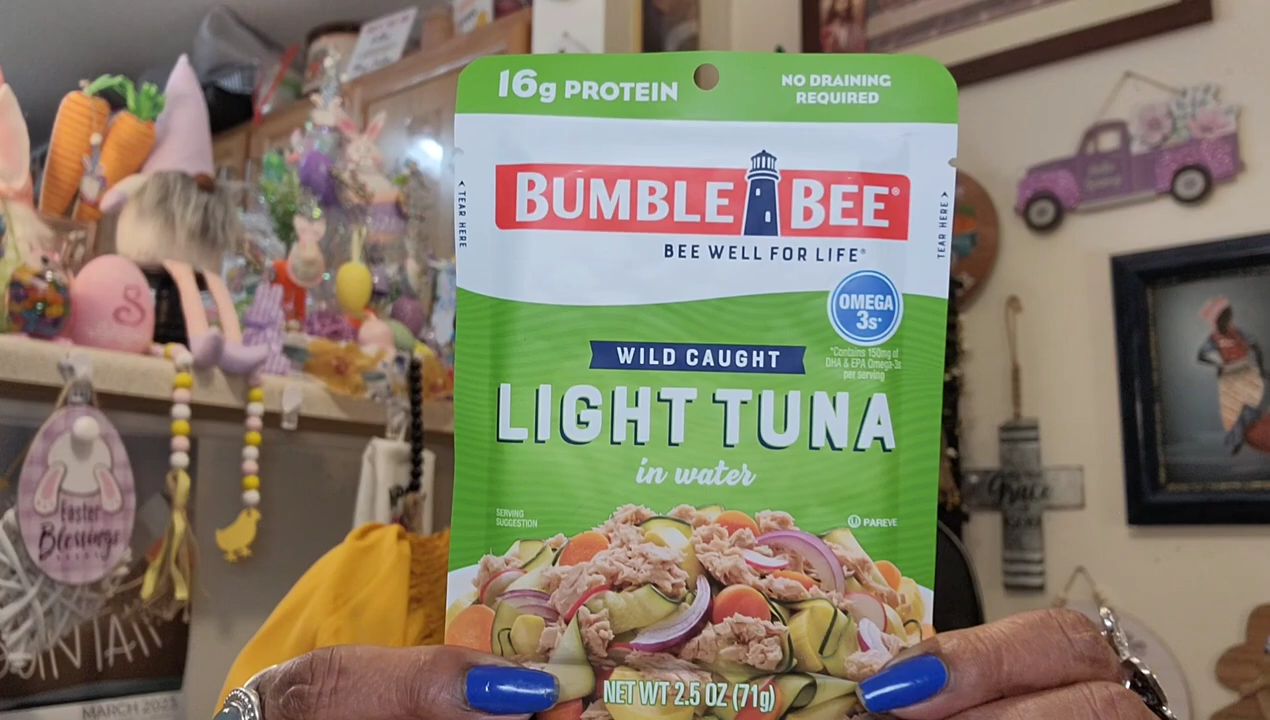 16g PROTEIN
NO DRAINING
REQUIRED
BUMBLE BEE®
BEE WELL FOR LIFE®
TEAR HERE
TEAR HERE
OMEGA
3s*
*Contains 150mg of
DHA & EPA Omega-3s
per serving
WILD CAUGHT
LIGHT TUNA
in water
SERVING
SUGGESTION
U PAREVE
NET WT 2.5 OZ (71g)
S
Easter
Blessings
Grace